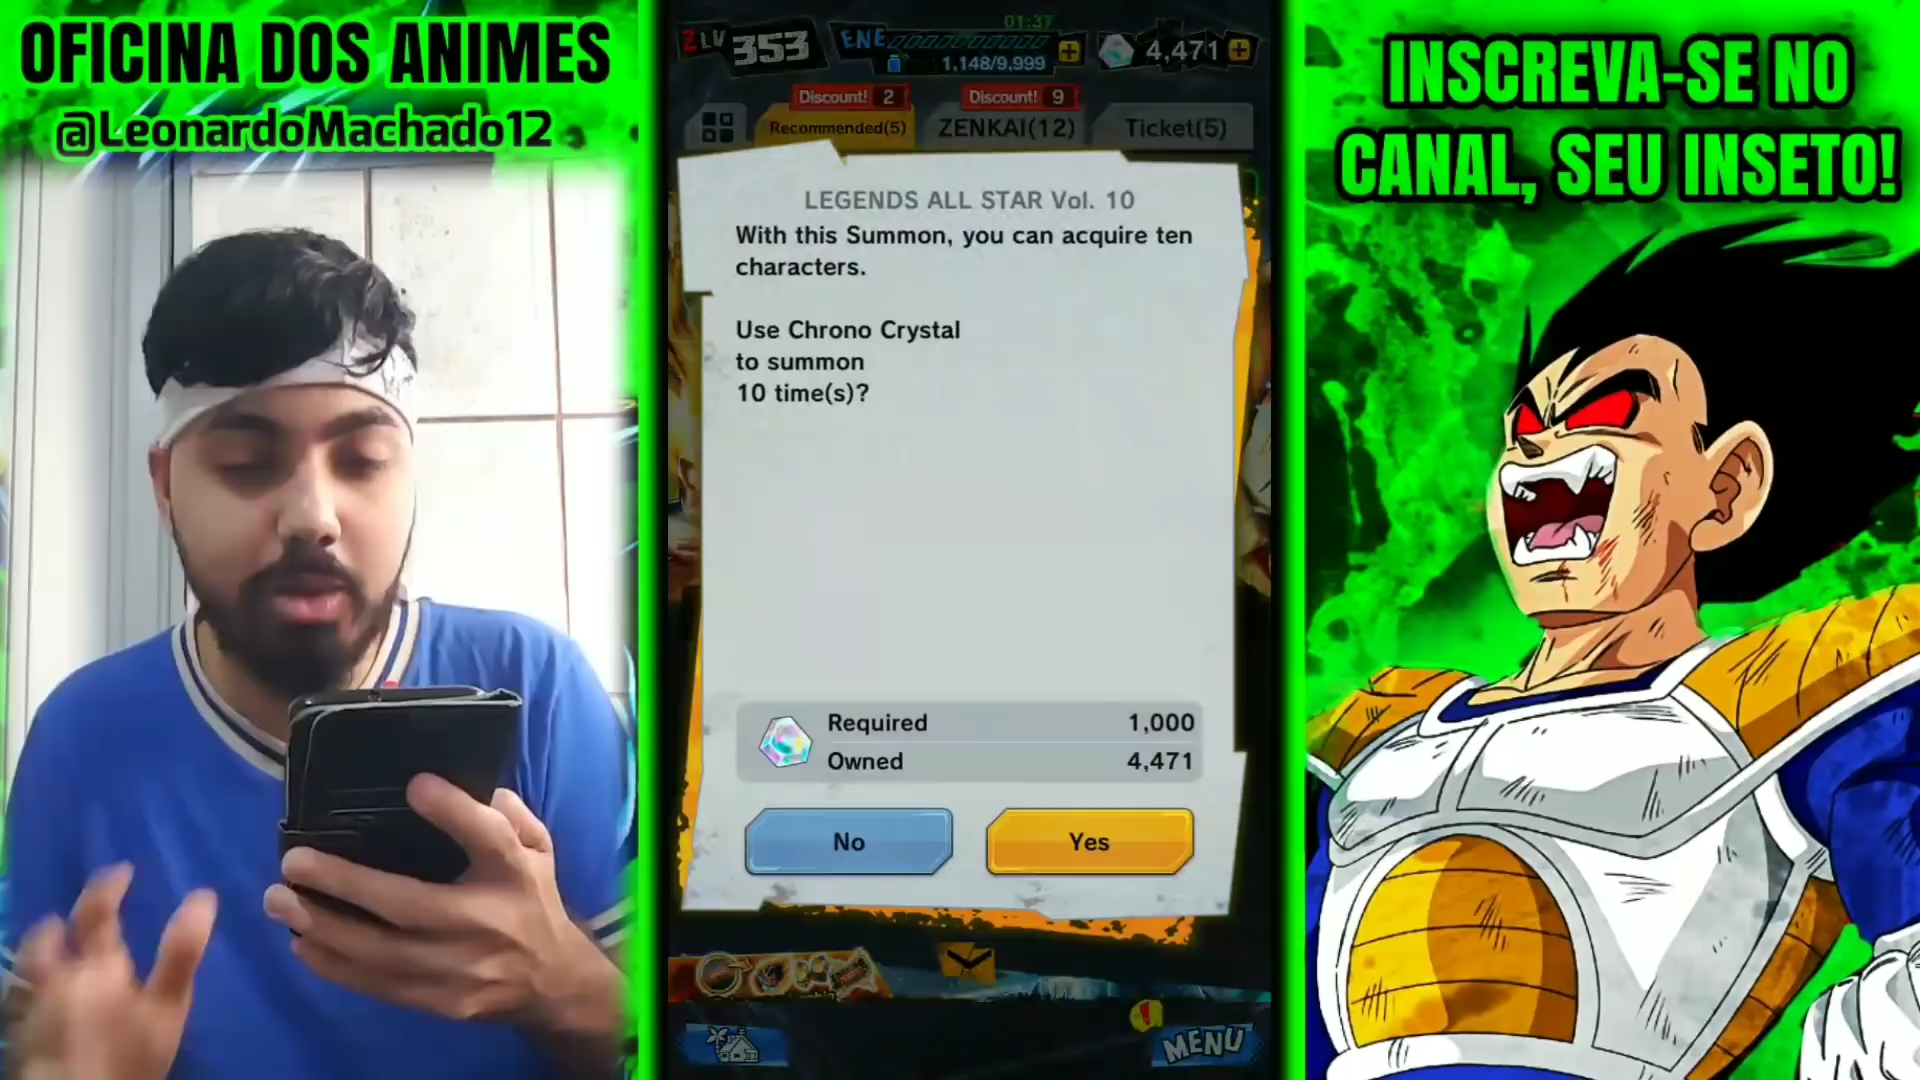 OFICINA DOS ANIMES
@LeonardoMachado12
01:37
ZLV 353
ENE
1,148/9,999
4,471
Discount! 2
Discount! 9
Recommended(5)
ZENKAI(12)
Ticket(5)
LEGENDS ALL STAR Vol. 10
With this Summon, you can acquire ten
characters.
Use Chrono Crystal
to summon
10 time(s)?
Required 1,000
Owned 4,471
No
Yes
MENU
INSCREVA-SE NO
CANAL, SEU INSETO!